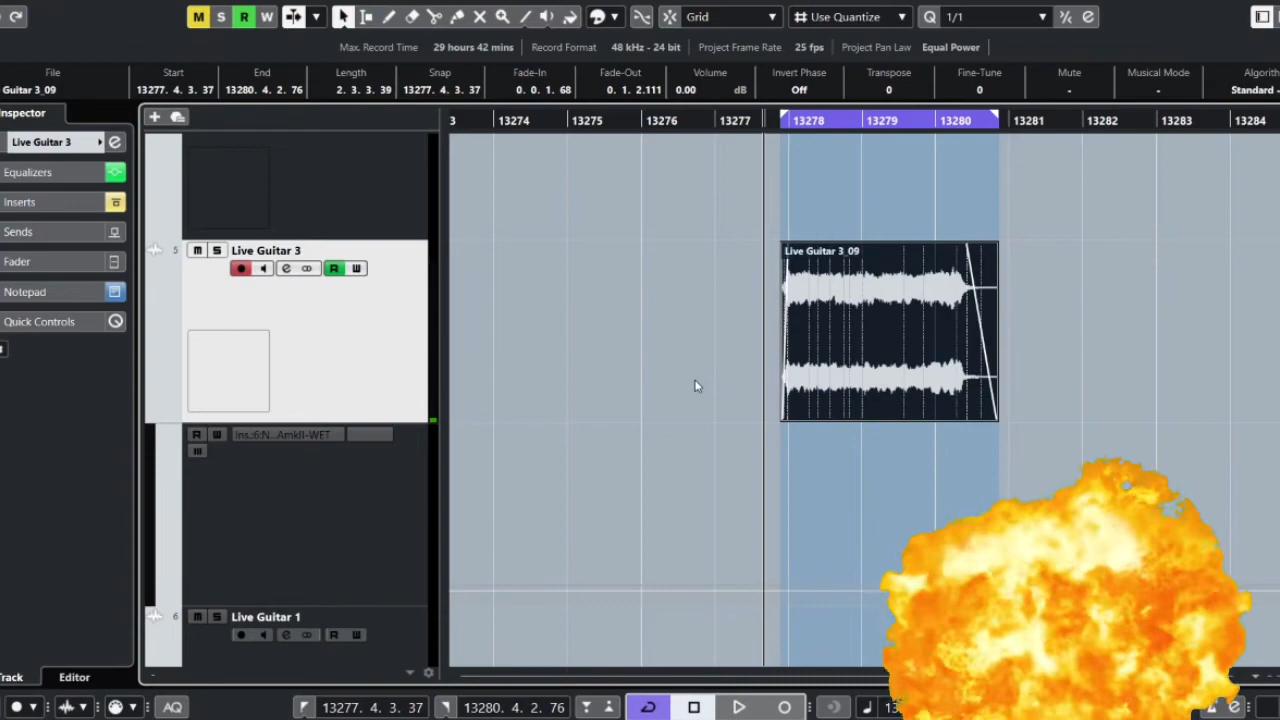 M S R W Grid Use Quantize Q 1/1
Max. Record Time 29 hours 42 mins Record Format 48 kHz - 24 bit Project Frame Rate 25 fps Project Pan Law Equal Power
File Start End Length Snap Fade-In Fade-Out Volume Invert Phase Transpose Fine-Tune Mute Musical Mode Algorith
Guitar 3_09 13277. 4. 3. 37 13280. 4. 2. 76 2. 3. 3. 39 13277. 4. 3. 37 0. 0. 1. 68 0. 1. 2.111 0.00 dB Off 0 0 - - Standard -
nspector
3 13274 13275 13276 13277 13278 13279 13280 13281 13282 13283 13284
Live Guitar 3 e
Equalizers
Inserts
Sends
Fader
Notepad
Quick Controls
5 M S Live Guitar 3
R W
Live Guitar 3_09
R W Ins.:6:N...AmkII-WET
6 M S Live Guitar 1
R W
rack Editor
AQ 13277. 4. 3. 37 13280. 4. 2. 76 13